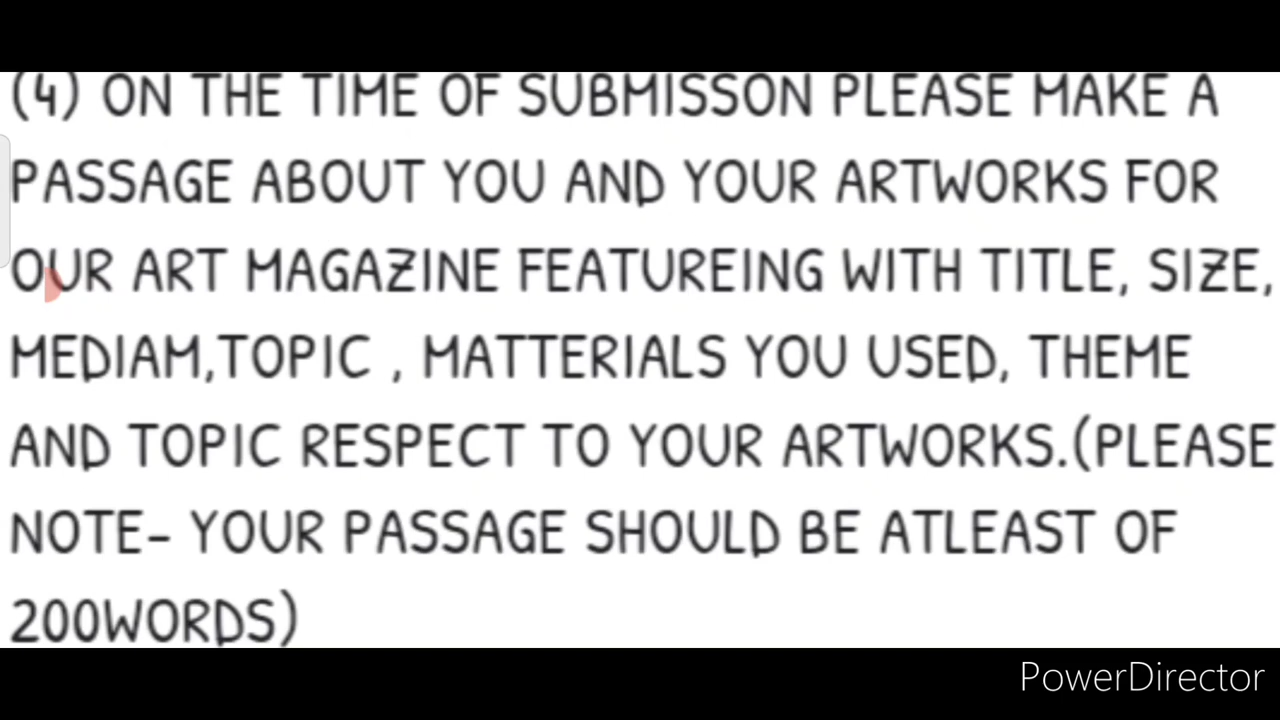 (4) ON THE TIME OF SUBMISSON PLEASE MAKE A
PASSAGE ABOUT YOU AND YOUR ARTWORKS FOR
OUR ART MAGAZINE FEATUREING WITH TITLE, SIZE,
MEDIAM,TOPIC , MATTERIALS YOU USED, THEME
AND TOPIC RESPECT TO YOUR ARTWORKS.(PLEASE
NOTE- YOUR PASSAGE SHOULD BE ATLEAST OF
200WORDS)
PowerDirector